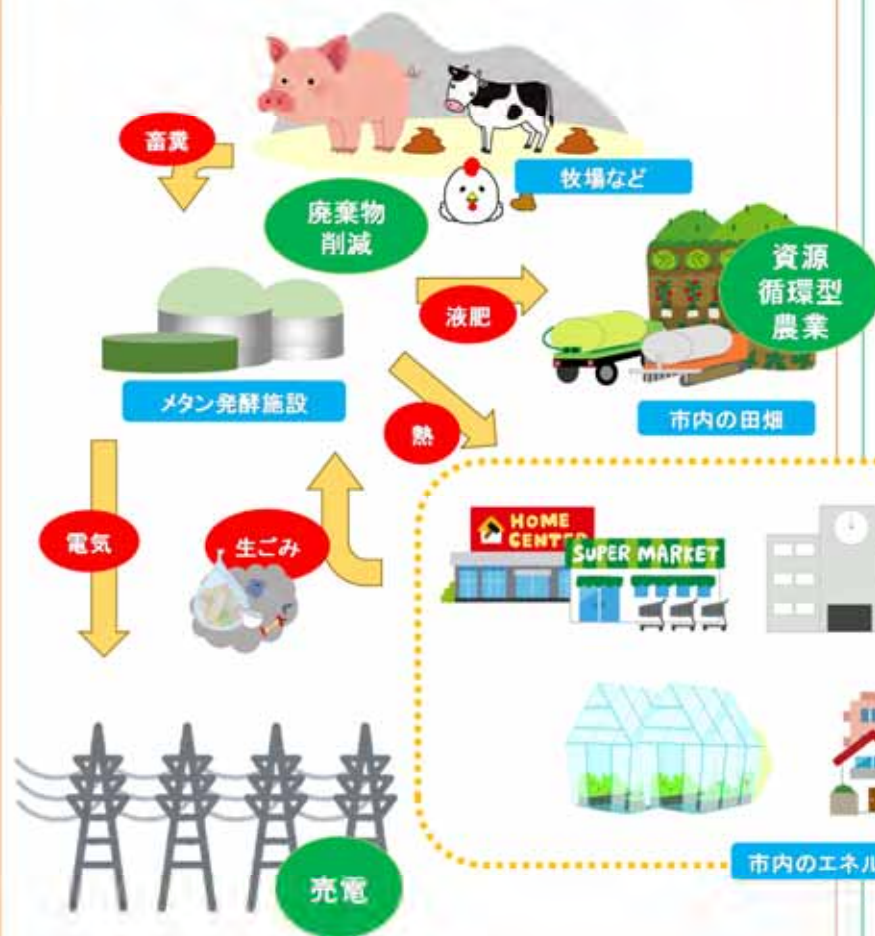 畜糞
牧場など
廃棄物
削減
資源
循環型
農業
液肥
メタン発酵施設
市内の田畑
熱
電気
生ごみ
HOME
CENTER
SUPER MARKET
売電
市内のエネル